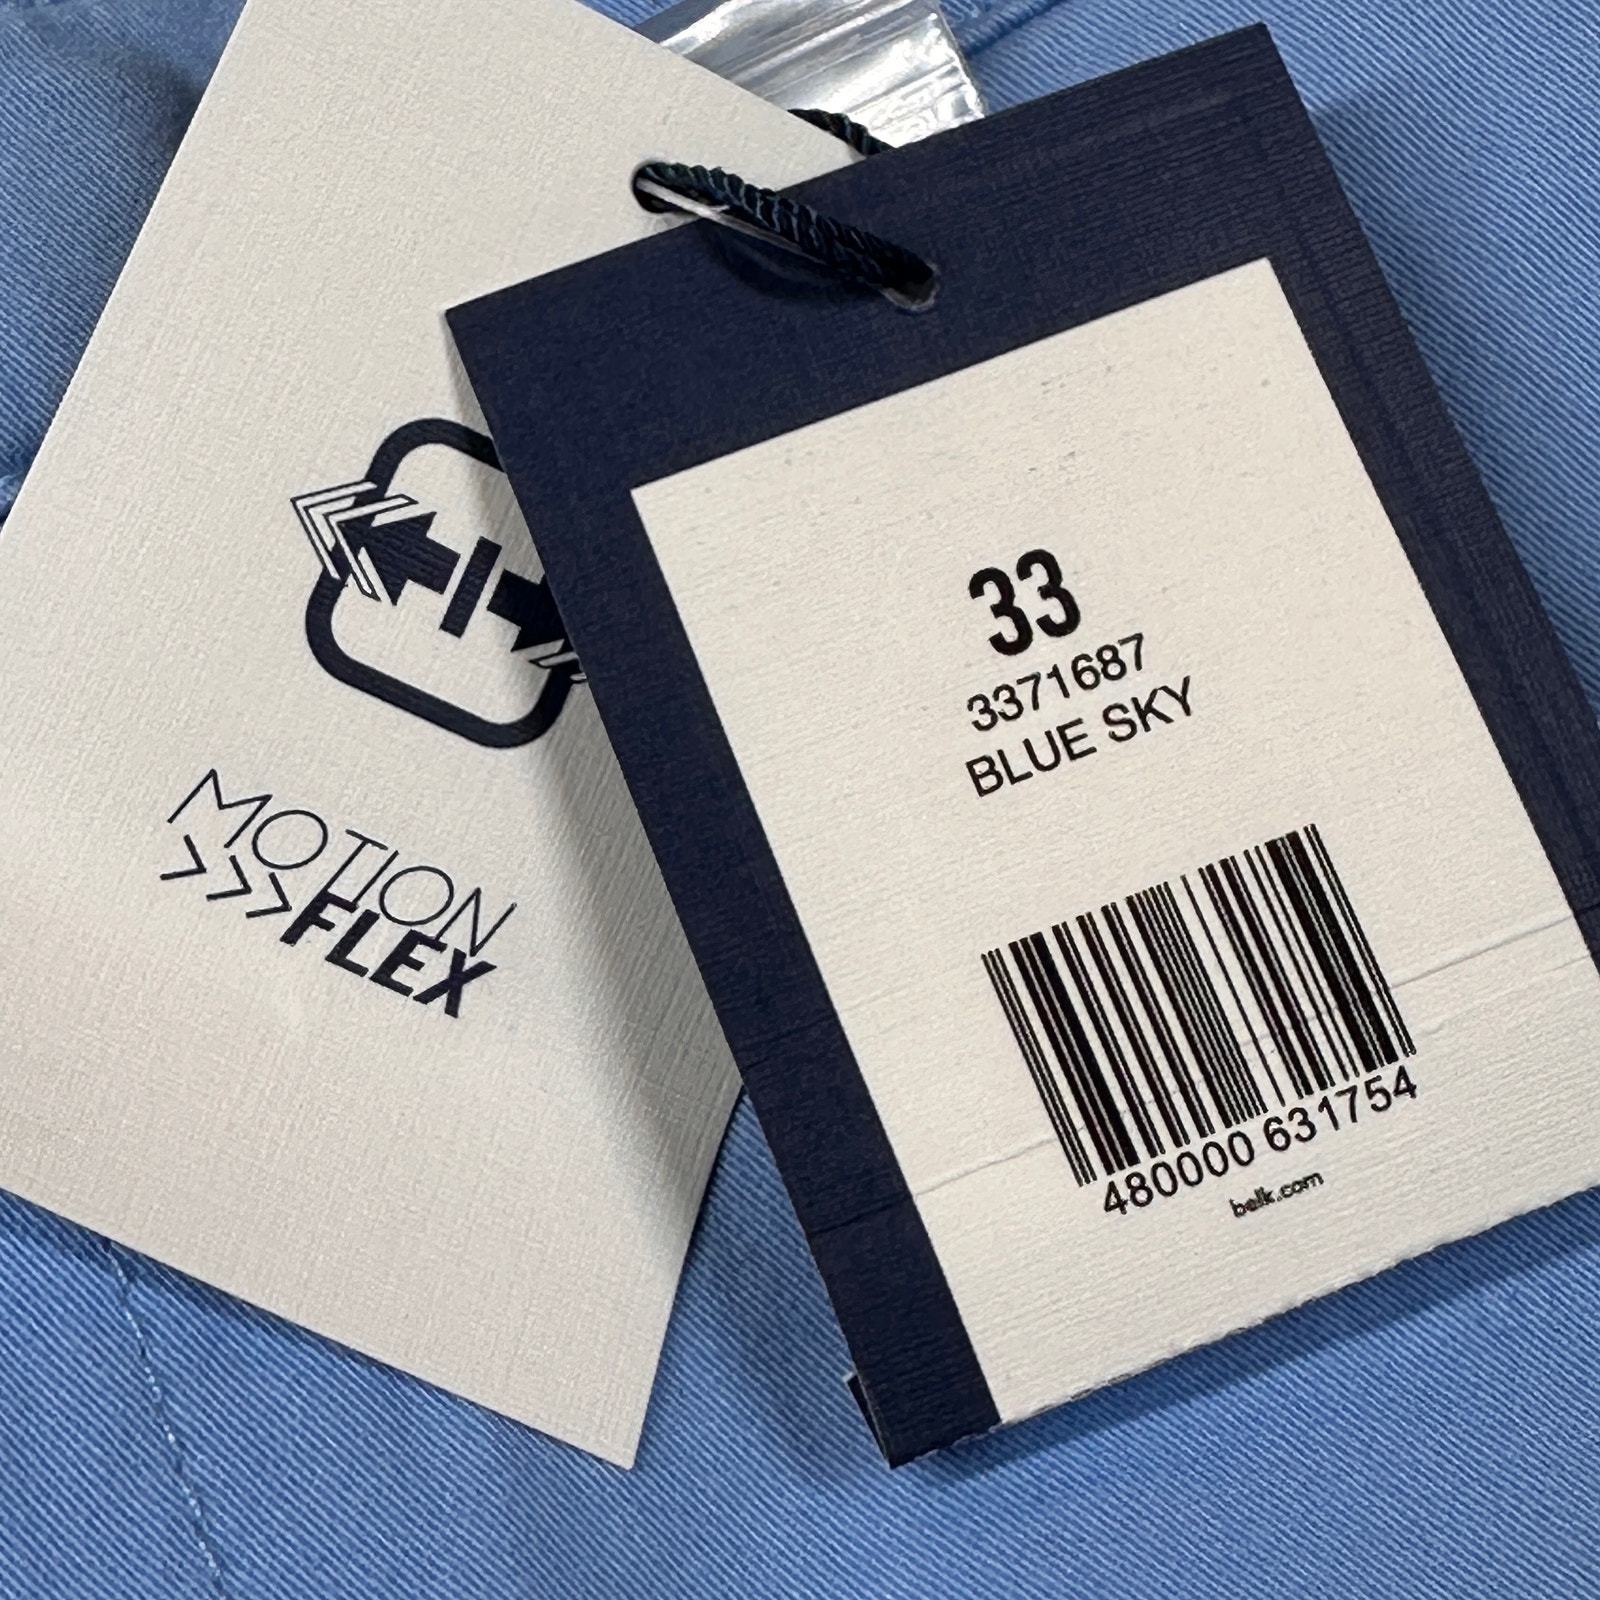 MOTION
>>>FLEX
33
3371687
BLUE SKY
480000 631754
belk.com